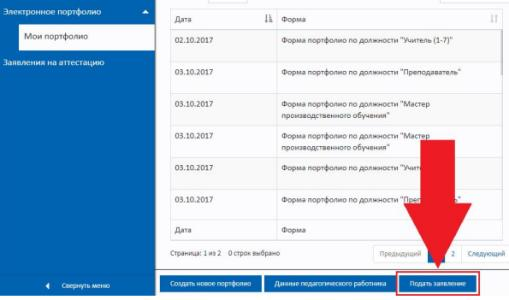 Электронное портфолио
Мои портфолио
Заявления на аттестацию
Свернуть меню
Дата Форма
02.10.2017 Форма портфолио по должности "Учитель (1-7)"
03.10.2017 Форма портфолио по должности "Преподаватель"
03.10.2017 Форма портфолио по должности "Мастер
производственного обучения"
03.10.2017 Форма портфолио по должности "Мастер
производственного обучения"
03.10.2017 Форма портфолио по должности
03.10.2017 Форма портфолио по должности
Дата Форма
Страница: 1 из 2 0 строк выбрано Предыдущий 2 Следующий
Создать новое портфолио Данные педагогического работника Подать заявление